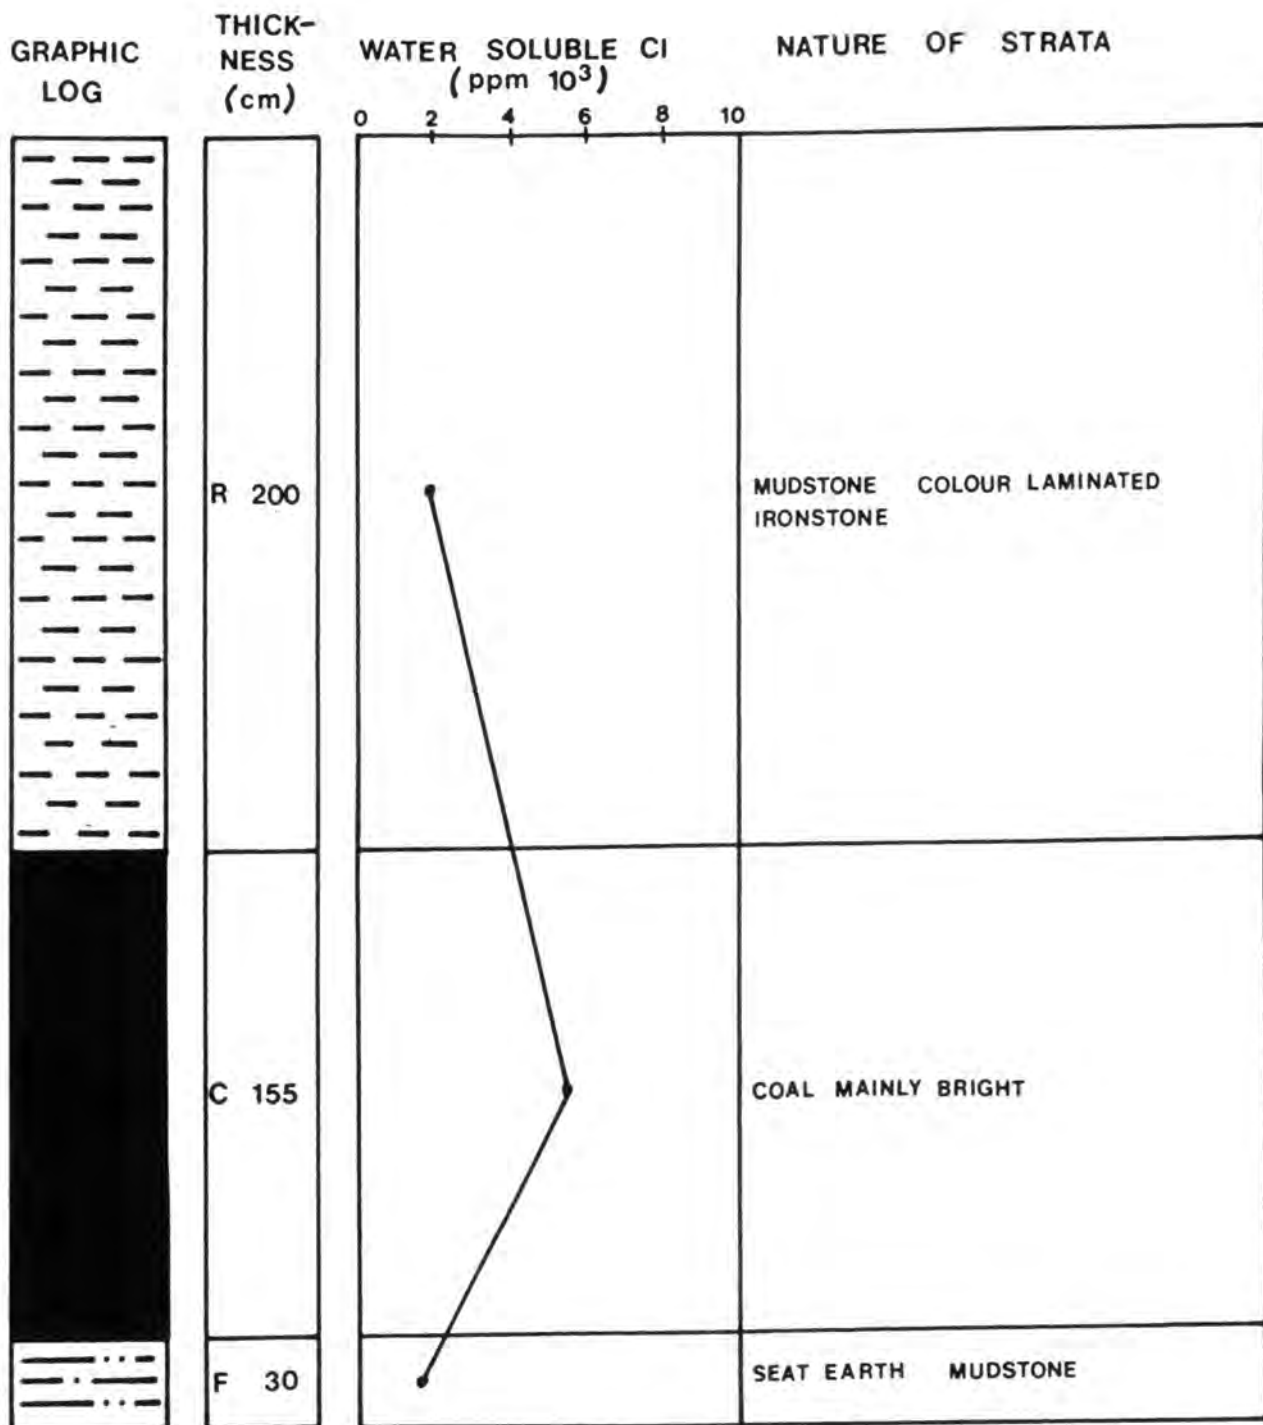 GRAPHIC
LOG
THICK-
NESS
(cm)
WATER SOLUBLE Cl
(ppm 10³)
NATURE OF STRATA
0 2 4 6 8 10
R 200
MUDSTONE COLOUR LAMINATED
IRONSTONE
C 155
COAL MAINLY BRIGHT
F 30
SEAT EARTH MUDSTONE